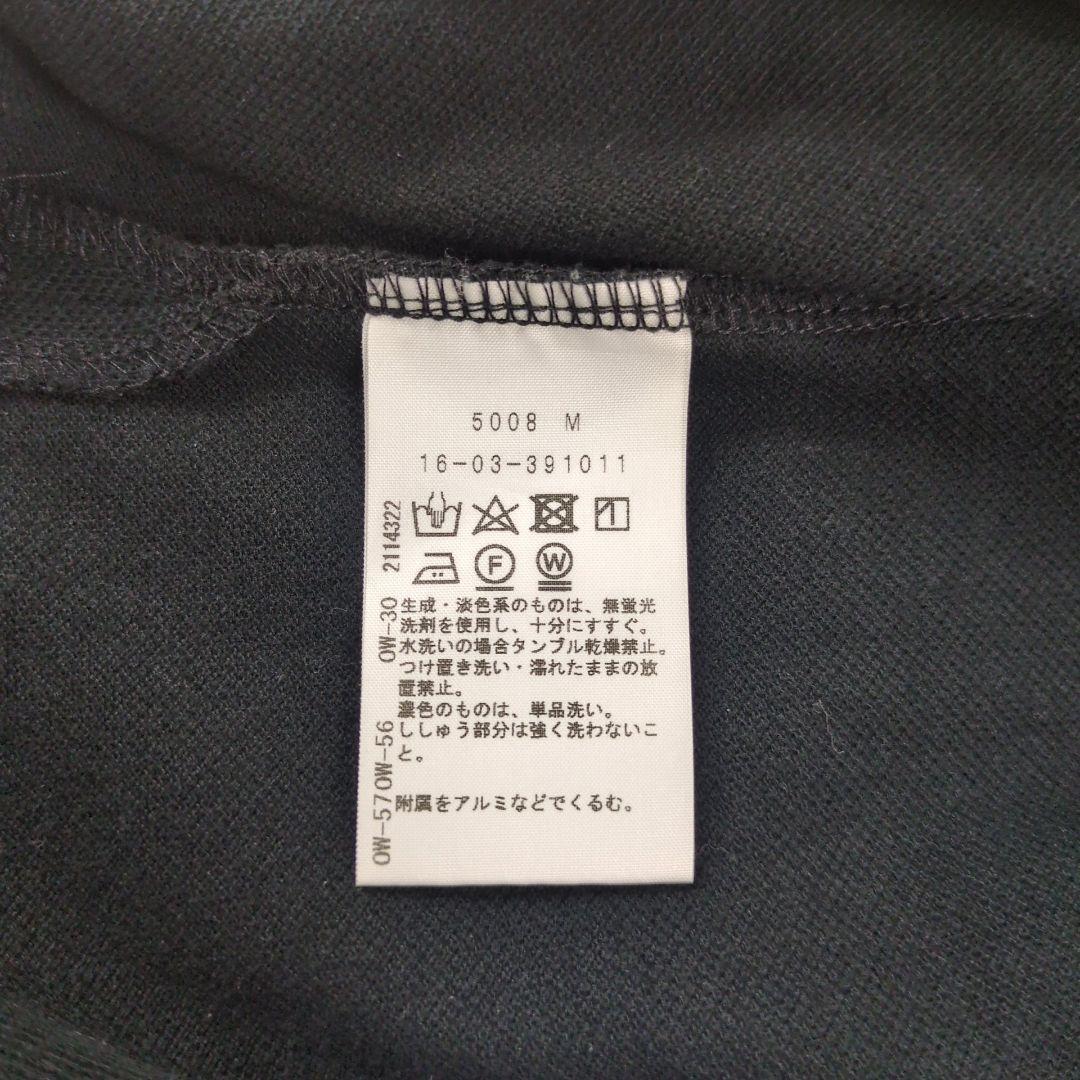 5008 M
16-03-391011
F
W
生成・淡色系のものは、無蛍光
洗剤を使用し、十分にすすぐ。
水洗いの場合タンブル乾燥禁止。
つけ置き洗い・濡れたままの放
置禁止。
濃色のものは、単品洗い。
ししゅう部分は強く洗わないこ
と。
附属をアルミなどでくるむ。
OW-57OW-56 OW-30 2114322